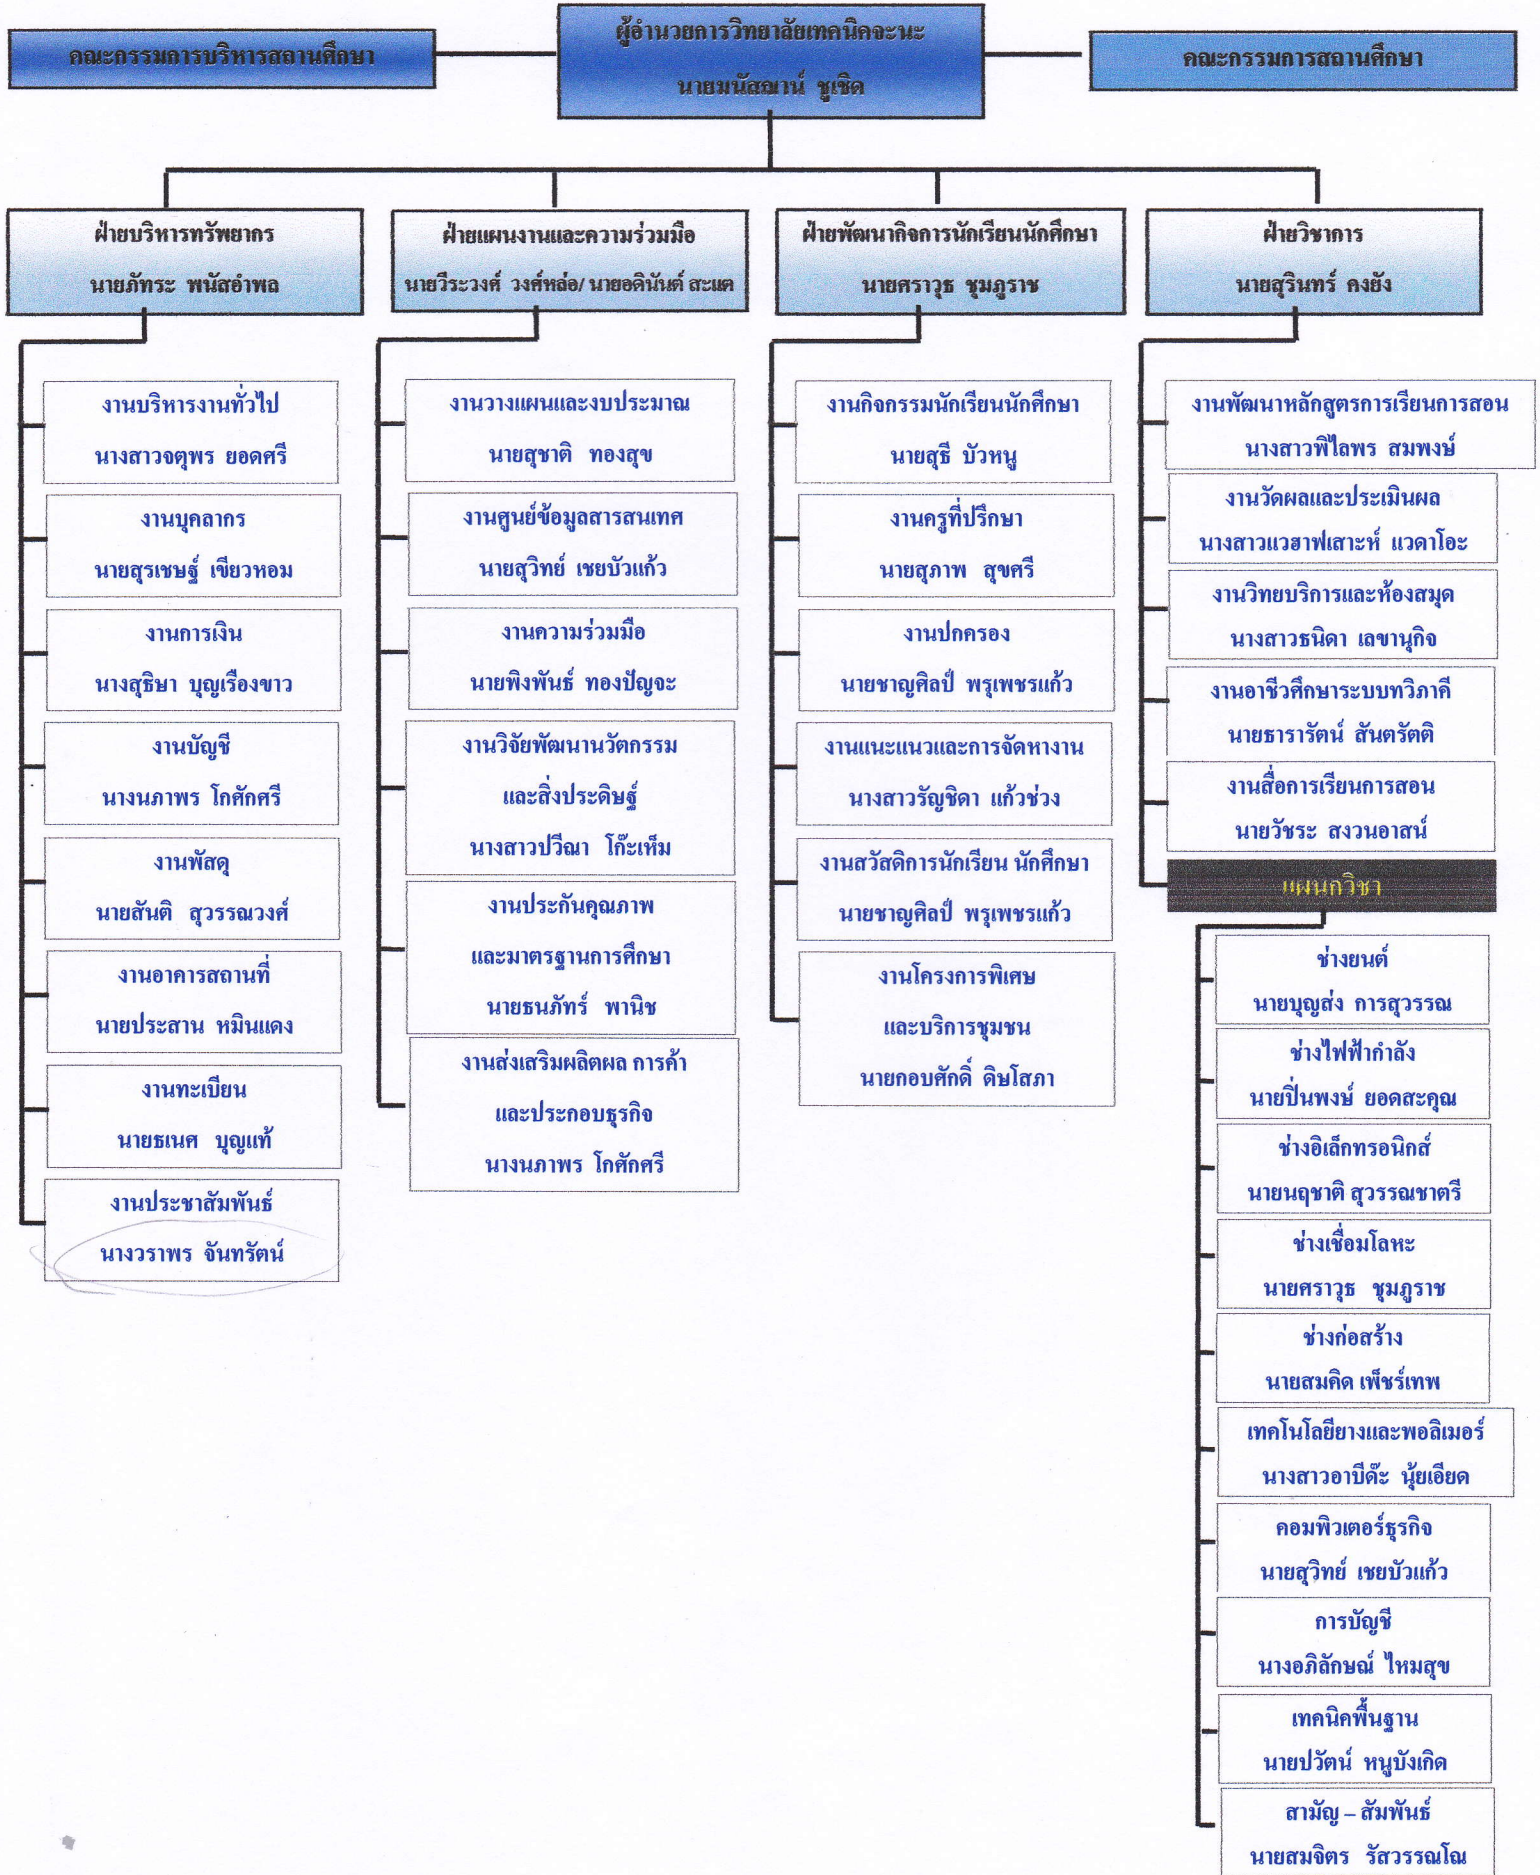 คณะกรรมการบริหารสถานศึกษา
ผู้อำนวยการวิทยาลัยเทคนิคจะนะ
นายมนัสฌาน์ ชูเชิด
คณะกรรมการสถานศึกษา
ฝ่ายบริหารทรัพยากร
นายภัทระ พนัสอำพล
งานบริหารงานทั่วไป
นางสาวจตุพร ยอดศรี
งานบุคลากร
นายสุรเชษฐ์ เขียวหอม
งานการเงิน
นางสุธิษา บุญเรืองขาว
งานบัญชี
นางนภาพร โกศักศรี
งานพัสดุ
นายสันติ สุวรรณวงศ์
งานอาคารสถานที่
นายประสาน หมินแดง
งานทะเบียน
นายธเนศ บุญแท้
งานประชาสัมพันธ์
นางวราพร จันทรัตน์
ฝ่ายแผนงานและความร่วมมือ
นายวีระวงศ์ วงศ์หล่อ/ นายอดินันต์ สะแต
งานวางแผนและงบประมาณ
นายสุชาติ ทองสุข
งานศูนย์ข้อมูลสารสนเทศ
นายสุวิทย์ เชยบัวแก้ว
งานความร่วมมือ
นายพิงพันธ์ ทองปัญจะ
งานวิจัยพัฒนานวัตกรรม
และสิ่งประดิษฐ์
นางสาวปวีณา โก๊ะเห็ม
งานประกันคุณภาพ
และมาตรฐานการศึกษา
นายธนภัทร์ พานิช
งานส่งเสริมผลิตผล การค้า
และประกอบธุรกิจ
นางนภาพร โกศักศรี
ฝ่ายพัฒนากิจการนักเรียนนักศึกษา
นายศราวุธ ชุมภูราช
งานกิจกรรมนักเรียนนักศึกษา
นายสุธี บัวหนู
งานครูที่ปรึกษา
นายสุภาพ สุขศรี
งานปกครอง
นายชาญศิลป์ พรุเพชรแก้ว
งานแนะแนวและการจัดหางาน
นางสาวรัญชิดา แก้วช่วง
งานสวัสดิการนักเรียน นักศึกษา
นายชาญศิลป์ พรุเพชรแก้ว
งานโครงการพิเศษ
และบริการชุมชน
นายกอบศักดิ์ ดิษโสภา
ฝ่ายวิชาการ
นายสุรินทร์ คงยัง
งานพัฒนาหลักสูตรการเรียนการสอน
นางสาวพิไลพร สมพงษ์
งานวัดผลและประเมินผล
นางสาวแวฮาฟเสาะห์ แวดาโอะ
งานวิทยบริการและห้องสมุด
นางสาวธนิดา เลขานุกิจ
งานอาชีวศึกษาระบบทวิภาคี
นายธารารัตน์ สันตรัตติ
งานสื่อการเรียนการสอน
นายวัชระ สงวนอาสน์
แผนกวิชา
ช่างยนต์
นายบุญส่ง การสุวรรณ
ช่างไฟฟ้ากำลัง
นายปิ่นพงษ์ ยอดสะคุณ
ช่างอิเล็กทรอนิกส์
นายนฤชาติ สุวรรณชาตรี
ช่างเชื่อมโลหะ
นายศราวุธ ชุมภูราช
ช่างก่อสร้าง
นายสมคิด เพ็ชร์เทพ
เทคโนโลยียางและพอลิเมอร์
นางสาวอาบีด๊ะ นุ้ยเอียด
คอมพิวเตอร์ธุรกิจ
นายสุวิทย์ เชยบัวแก้ว
การบัญชี
นางอภิลักษณ์ ไหมสุข
เทคนิคพื้นฐาน
นายปวัตน์ หนูบังเกิด
สามัญ – สัมพันธ์
นายสมจิตร รัสวรรณโณ